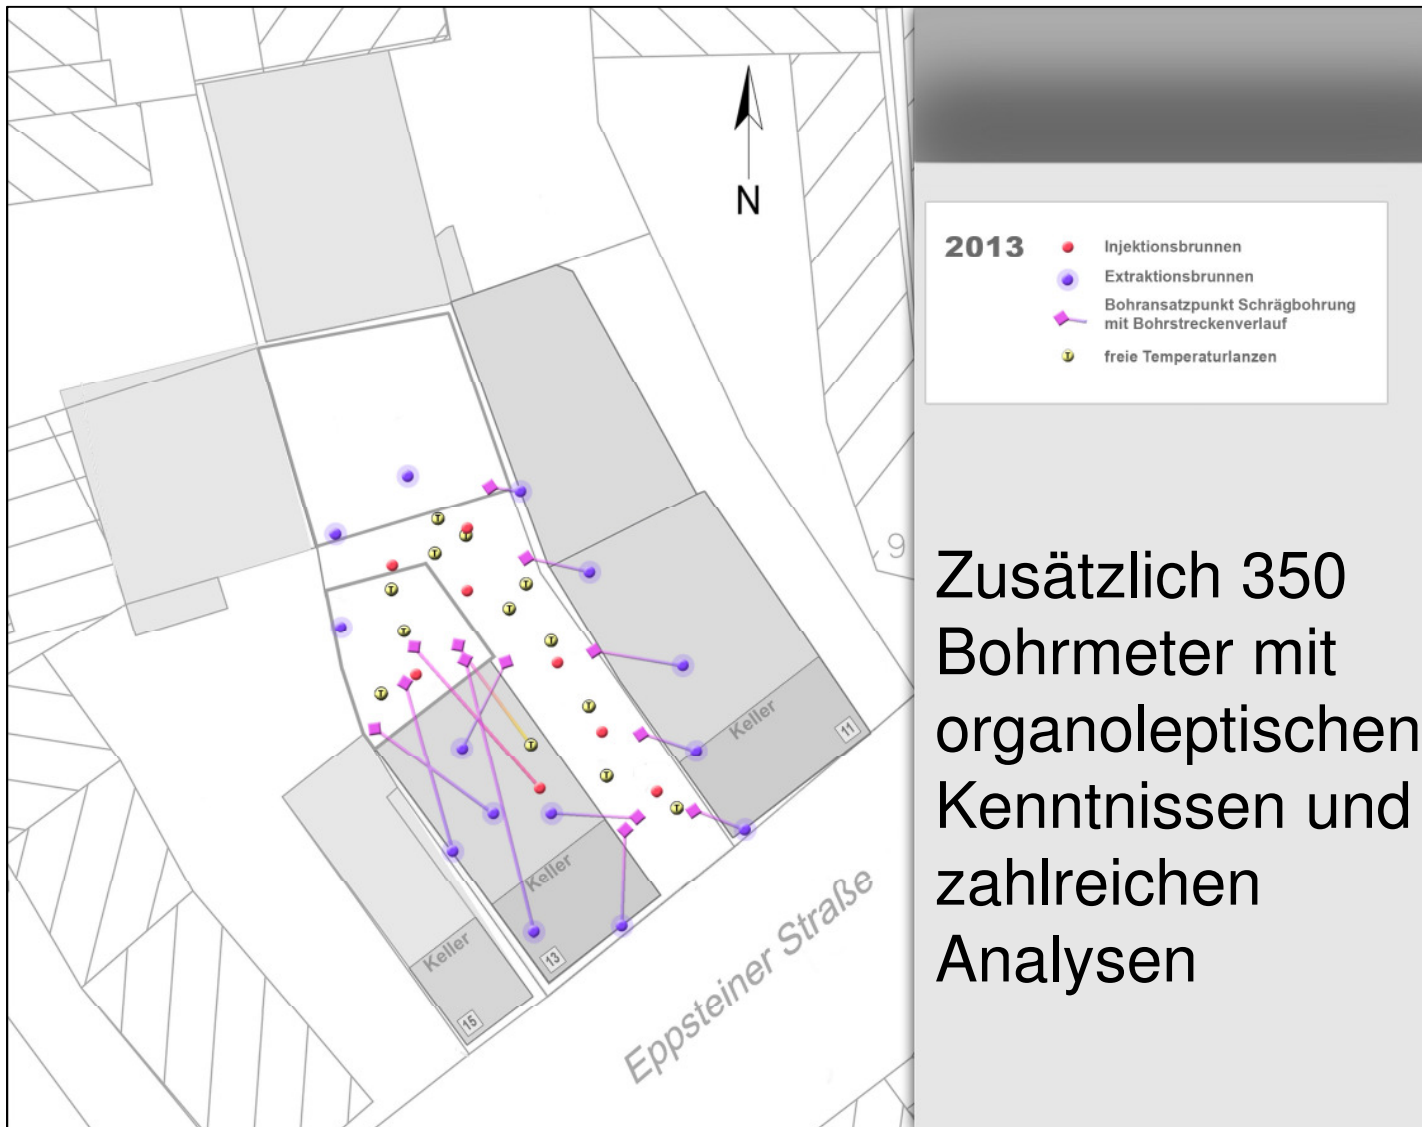 N
2013
Injektionsbrunnen
Extraktionsbrunnen
Bohransatzpunkt Schrägbohrung
mit Bohrstreckenverlauf
freie Temperaturlanzen
Zusätzlich 350
Bohrmeter mit
organoleptischen
Kenntnissen und
zahlreichen
Analysen
9
T
T
T
T
T
T
T
T
T
T
T
T
T
Keller
11
Keller
13
Keller
15
Eppsteiner Straße